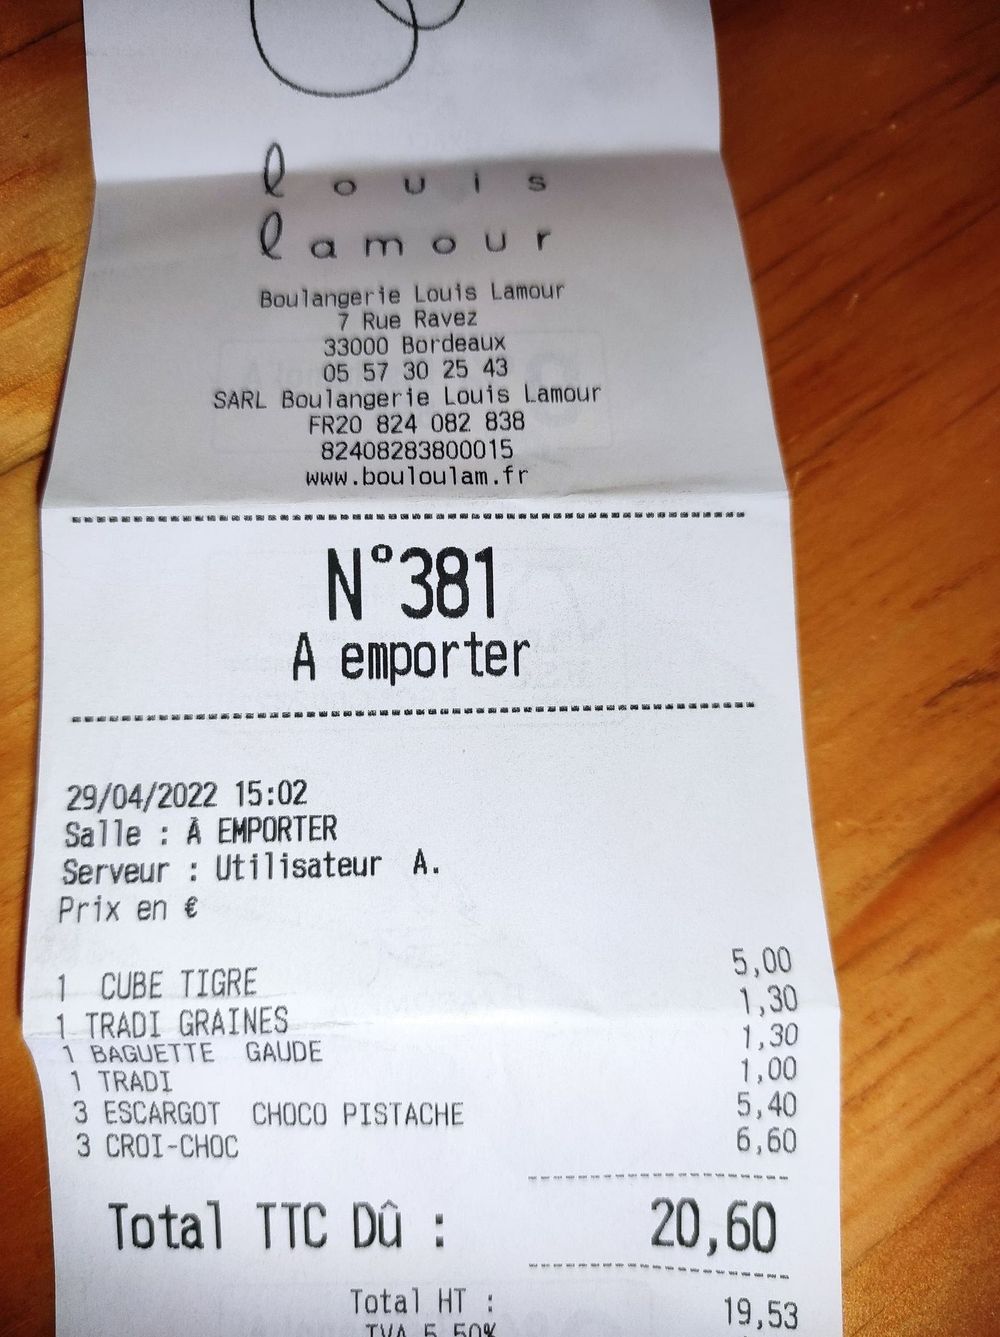 louis
lamour
Boulangerie Louis Lamour
7 Rue Ravez
33000 Bordeaux
05 57 30 25 43
SARL Boulangerie Louis Lamour
FR20 824 082 838
82408283800015
www.bouloulam.fr
N°381
A emporter
29/04/2022 15:02
Salle : À EMPORTER
Serveur : Utilisateur A.
Prix en €
1 CUBE TIGRE 5,00
1 TRADI GRAINES 1,30
1 BAGUETTE GAUDE 1,30
1 TRADI 1,00
3 ESCARGOT CHOCO PISTACHE 5,40
3 CROI-CHOC 6,60
Total TTC Dû : 20,60
Total HT : 19,53
TVA 5.50%